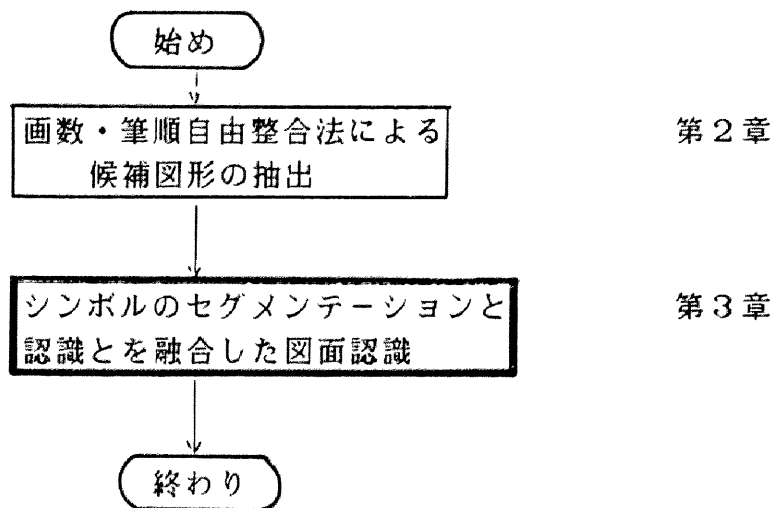 始め
画数・筆順自由整合法による
候補図形の抽出
第2章
シンボルのセグメンテーションと
認識とを融合した図面認識
第3章
終わり